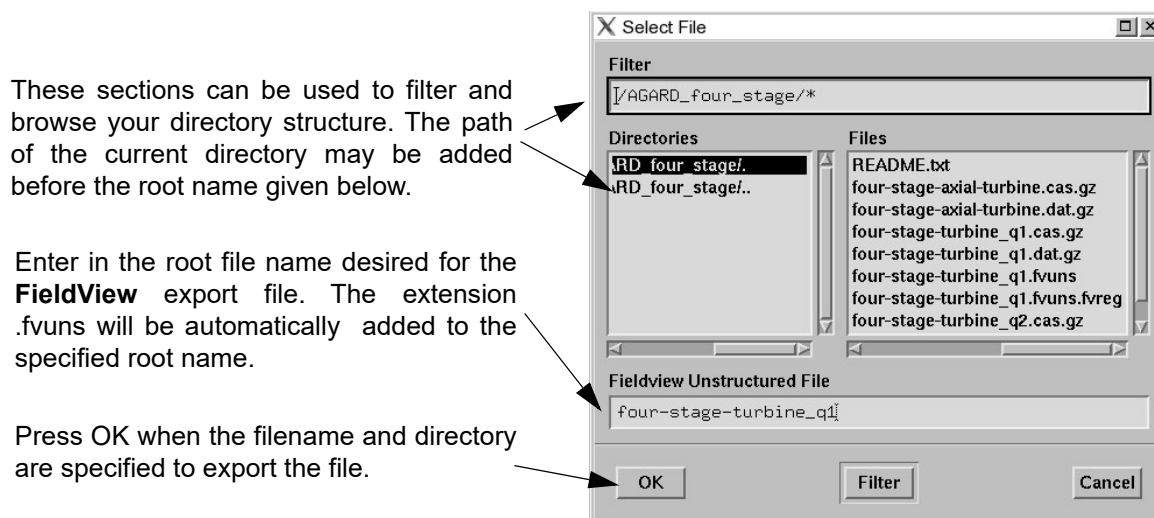 These sections can be used to filter and
browse your directory structure. The path
of the current directory may be added
before the root name given below.
Enter in the root file name desired for the
FieldView export file. The extension
.fvuns will be automatically added to the
specified root name.
Press OK when the filename and directory
are specified to export the file.
Select File
Filter
/AGARD_four_stage/*
Directories
RD_four_stage/.
RD_four_stage/..
Files
README.txt
four-stage-axial-turbine.cas.gz
four-stage-axial-turbine.dat.gz
four-stage-turbine_q1.cas.gz
four-stage-turbine_q1.dat.gz
four-stage-turbine_q1.fvuns
four-stage-turbine_q1.fvuns.fvreg
four-stage-turbine_q2.cas.gz
Fieldview Unstructured File
four-stage-turbine_q1
OK
Filter
Cancel